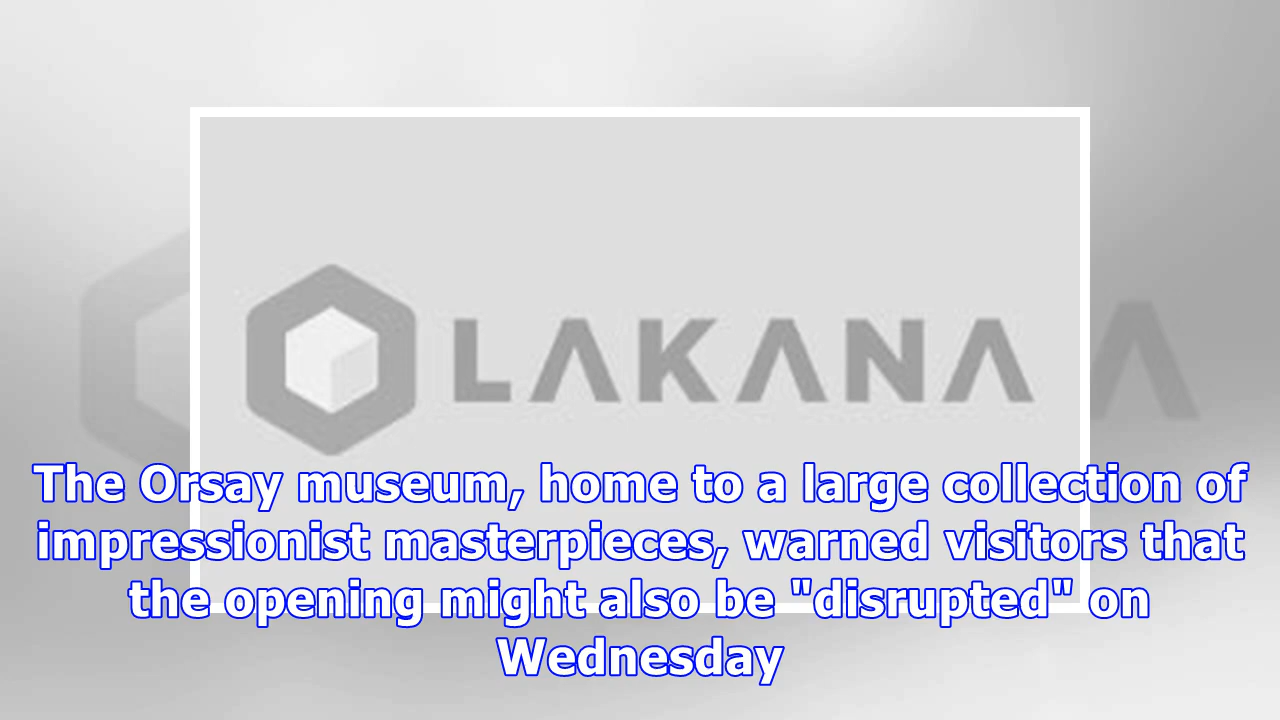 LAKANA
The Orsay museum, home to a large collection of
impressionist masterpieces, warned visitors that
the opening might also be "disrupted" on
Wednesday